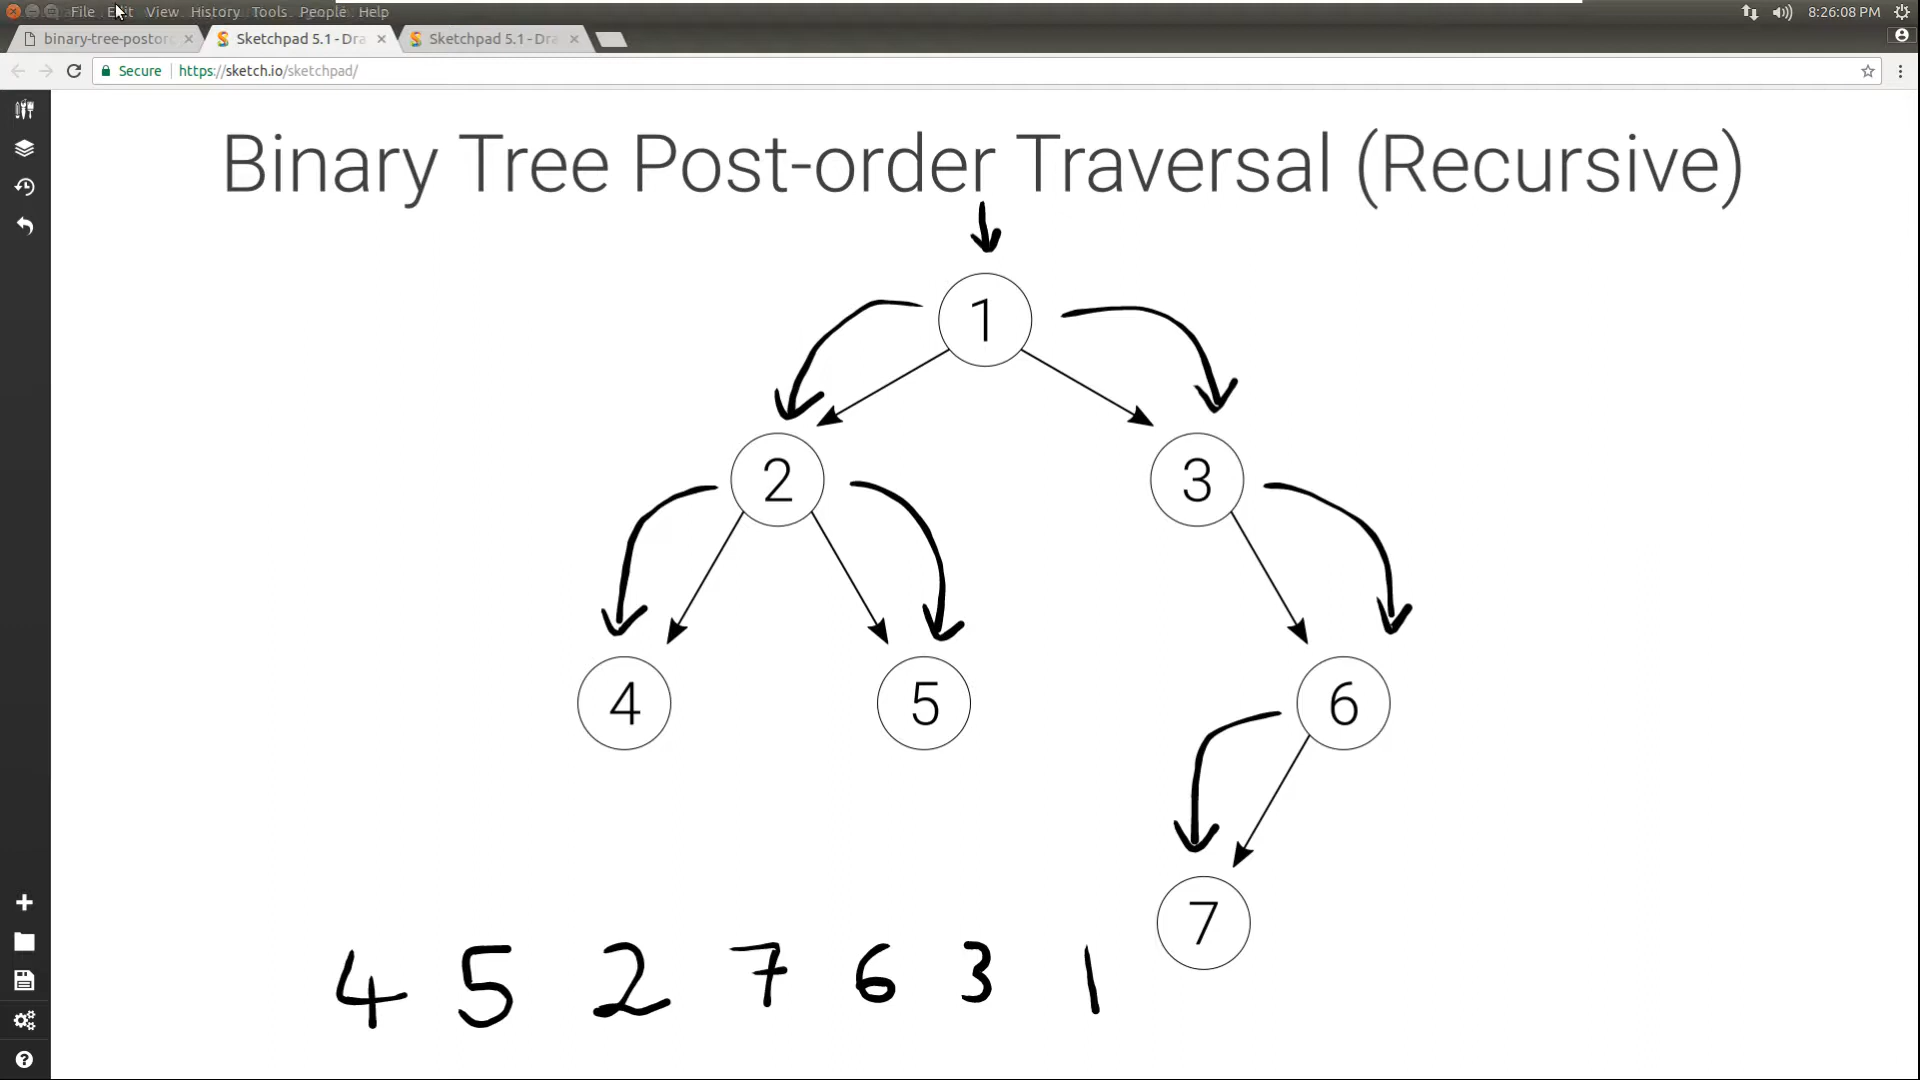 File Edit View History Tools People Help
8:26:08 PM
binary-tree-postord
Sketchpad 5.1 - Dra
Sketchpad 5.1 - Dra
Secure https://sketch.io/sketchpad/
Binary Tree Post-order Traversal (Recursive)
1
2 3
4 5 6
7
4 5 2 7 6 3 1